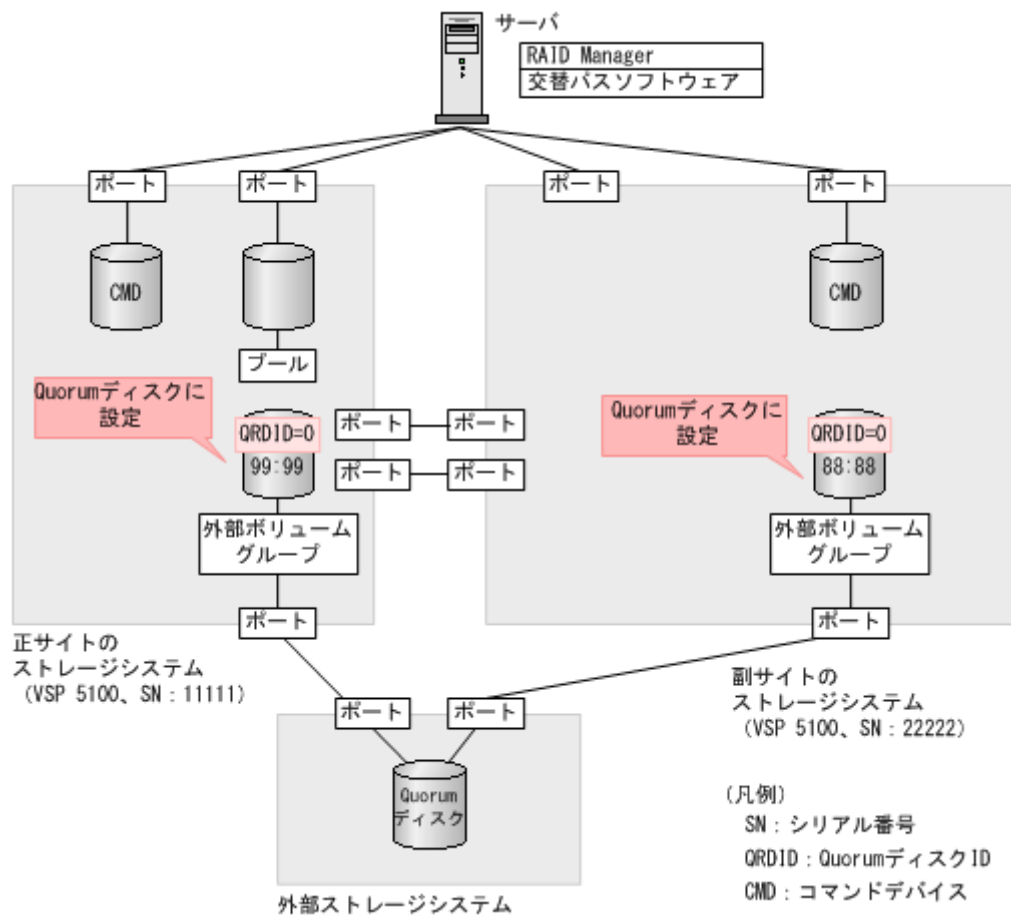 サーバ
RAID Manager
交替パスソフトウェア
ポート
ポート
ポート
ポート
CMD
CMD
プール
Quorumディスクに
設定
QRDID=0
99:99
ポート
ポート
ポート
ポート
Quorumディスクに
設定
QRDID=0
88:88
外部ボリューム
グループ
外部ボリューム
グループ
ポート
ポート
正サイトの
ストレージシステム
(VSP 5100、SN:11111)
副サイトの
ストレージシステム
(VSP 5100、SN:22222)
ポート
ポート
Quorum
ディスク
外部ストレージシステム
(凡例)
SN:シリアル番号
QRDID:QuorumディスクID
CMD:コマンドデバイス